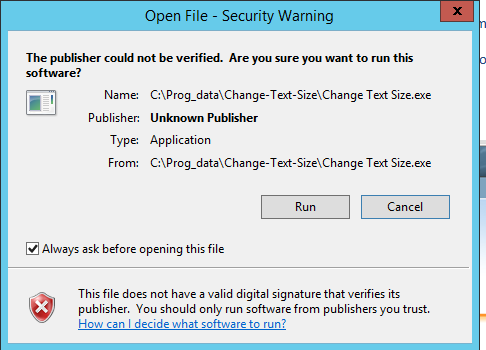 Open File - Security Warning
x
The publisher could not be verified.  Are you sure you want to run this
software?
Name: C:\Prog_data\Change-Text-Size\Change Text Size.exe
Publisher: Unknown Publisher
Type: Application
From: C:\Prog_data\Change-Text-Size\Change Text Size.exe
Run Cancel
Always ask before opening this file
This file does not have a valid digital signature that verifies its
publisher.  You should only run software from publishers you trust.
How can I decide what software to run?